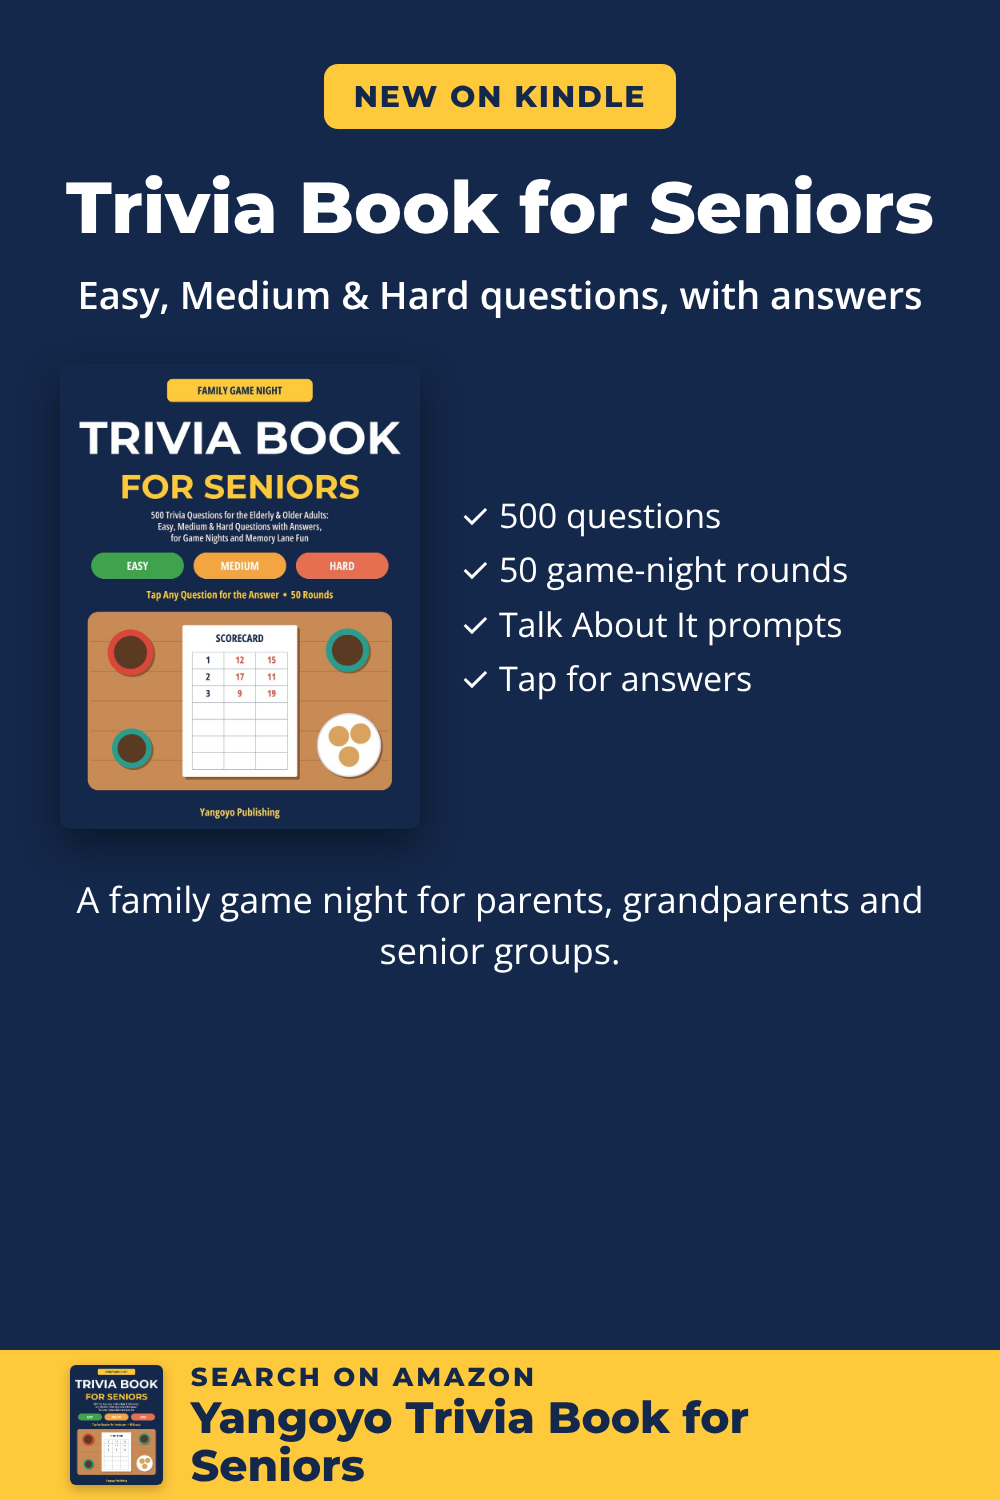 NEW ON KINDLE
Trivia Book for Seniors
Easy, Medium & Hard questions, with answers
FAMILY GAME NIGHT
TRIVIA BOOK
FOR SENIORS
500 Trivia Questions for the Elderly & Older Adults:
Easy, Medium & Hard Questions with Answers,
for Game Nights and Memory Lane Fun
EASY MEDIUM HARD
Tap Any Question for the Answer • 50 Rounds
SCORECARD
1 12 15
2 17 11
3 9 19
Yangoyo Publishing
✓ 500 questions
✓ 50 game-night rounds
✓ Talk About It prompts
✓ Tap for answers
A family game night for parents, grandparents and
senior groups.
TRIVIA BOOK
FOR SENIORS
SEARCH ON AMAZON
Yangoyo Trivia Book for
Seniors